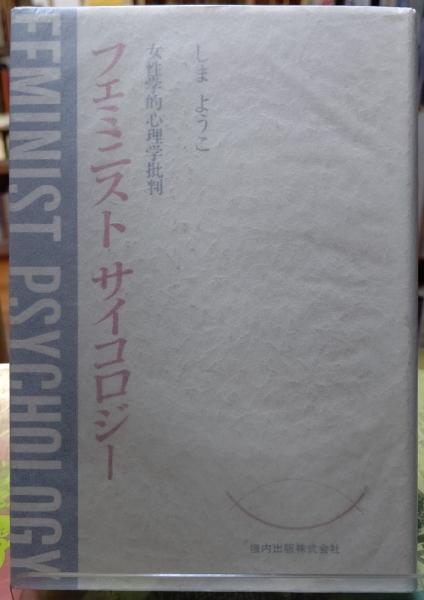 しま ようこ
女性学的心理学批判
フェミニスト サイコロジー
FEMINIST PSYCHOLOGY
垣内出版株式会社